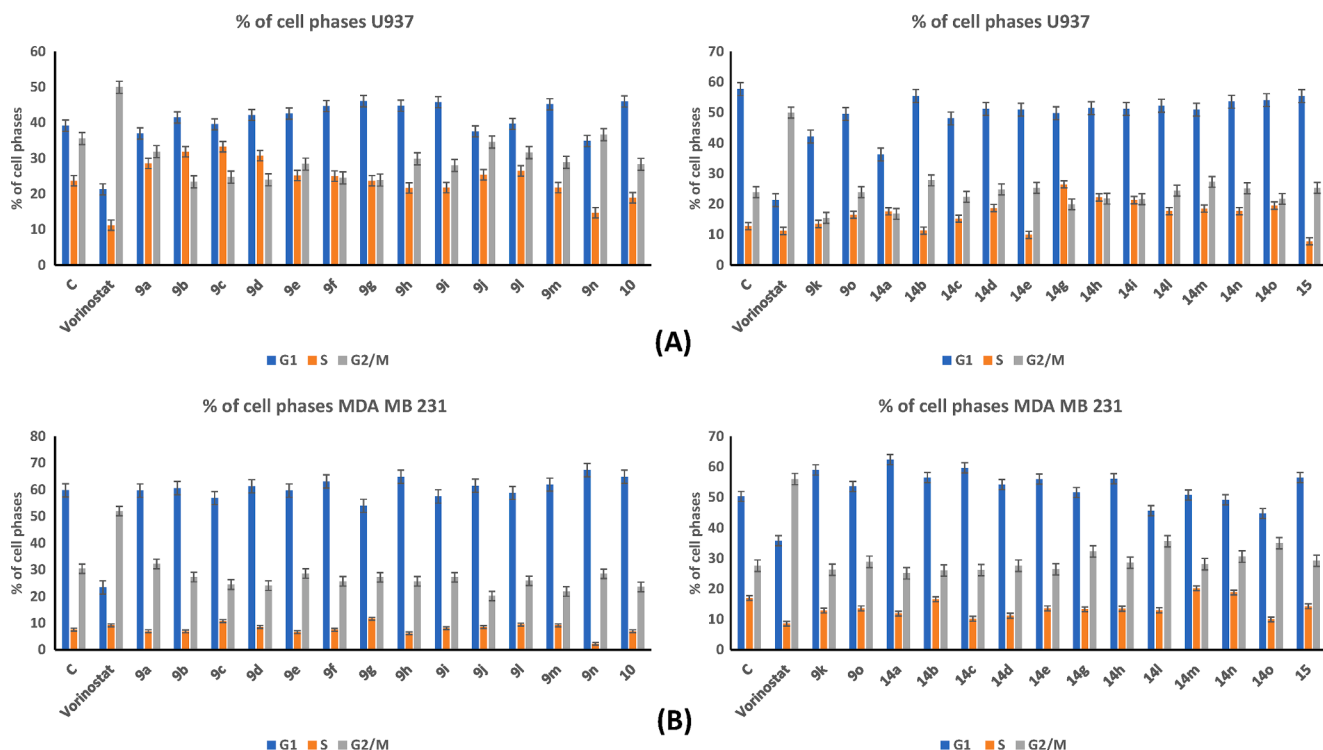 % of cell phases U937
% of cell phases
60
50
40
30
20
10
0
C Vorinostat 9a 9b 9c 9d 9e 9f 9g 9h 9i 9j 9l 9m 9n 10
G1 S G2/M
% of cell phases U937
% of cell phases
70
60
50
40
30
20
10
0
C Vorinostat 9k 9o 14a 14b 14c 14d 14e 14g 14h 14i 14l 14m 14n 14o 15
G1 S G2/M
(A)
% of cell phases MDA MB 231
% of cell phases
80
70
60
50
40
30
20
10
0
C Vorinostat 9a 9b 9c 9d 9e 9f 9g 9h 9i 9j 9l 9m 9n 10
G1 S G2/M
% of cell phases MDA MB 231
% of cell phases
70
60
50
40
30
20
10
0
C Vorinostat 9k 9o 14a 14b 14c 14d 14e 14g 14h 14l 14m 14n 14o 15
G1 S G2/M
(B)